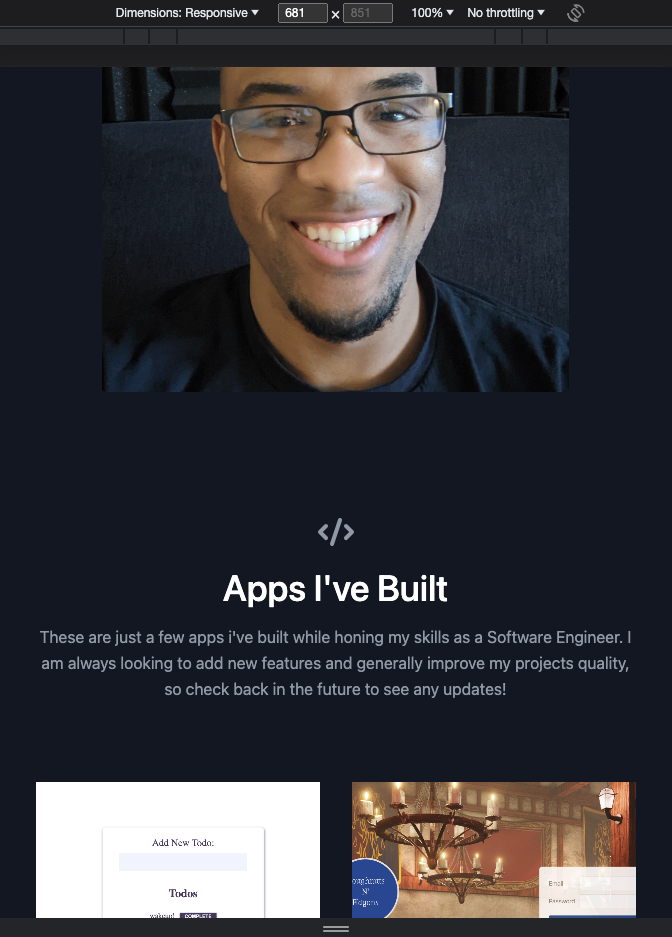 Dimensions: Responsive 681 × 851 100% No throttling
</>
Apps I've Built
These are just a few apps i've built while honing my skills as a Software Engineer. I
am always looking to add new features and generally improve my projects quality,
so check back in the future to see any updates!
Add New Todo:
Todos
COMPLETE
N'
Email
Password